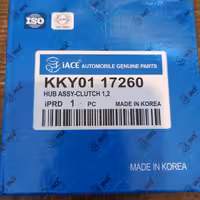 ISO
iACE
iACE AUTOMOBILE GENUINE PARTS
KKY01 17260
HUB ASSY-CLUTCH 1,2
iPRD 1 PC MADE IN KOREA
MADE IN KOREA